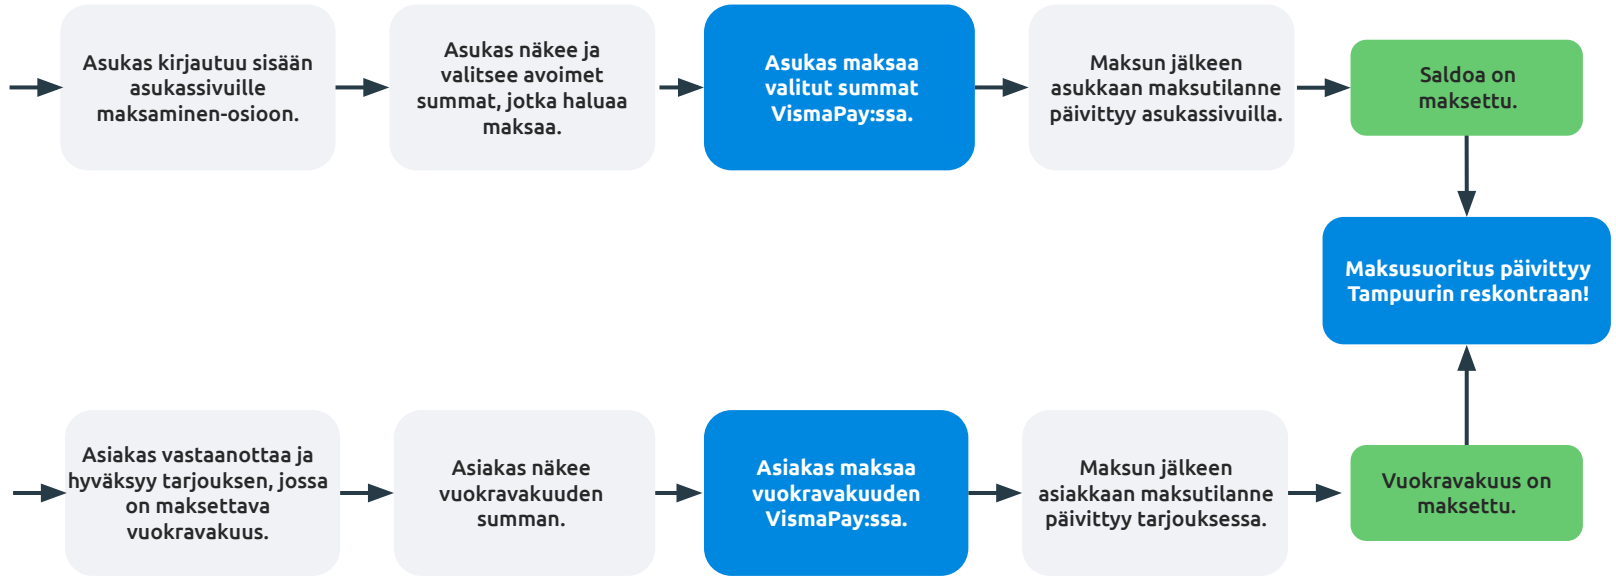 Asukas kirjautuu sisään
asukassivuille
maksaminen-osioon.
Asukas näkee ja
valitsee avoimet
summat, jotka haluaa
maksaa.
Asukas maksaa
valitut summat
VismaPay:ssa.
Maksun jälkeen
asukkaan maksutilanne
päivittyy asukassivuilla.
Saldoa on
maksettu.
Maksusuoritus päivittyy
Tampuurin reskontraan!
Asiakas vastaanottaa ja
hyväksyy tarjouksen, jossa
on maksettava
vuokravakuus.
Asiakas näkee
vuokravakuuden
summan.
Asiakas maksaa
vuokravakuuden
VismaPay:ssa.
Maksun jälkeen
asiakkaan maksutilanne
päivittyy tarjouksessa.
Vuokravakuus on
maksettu.